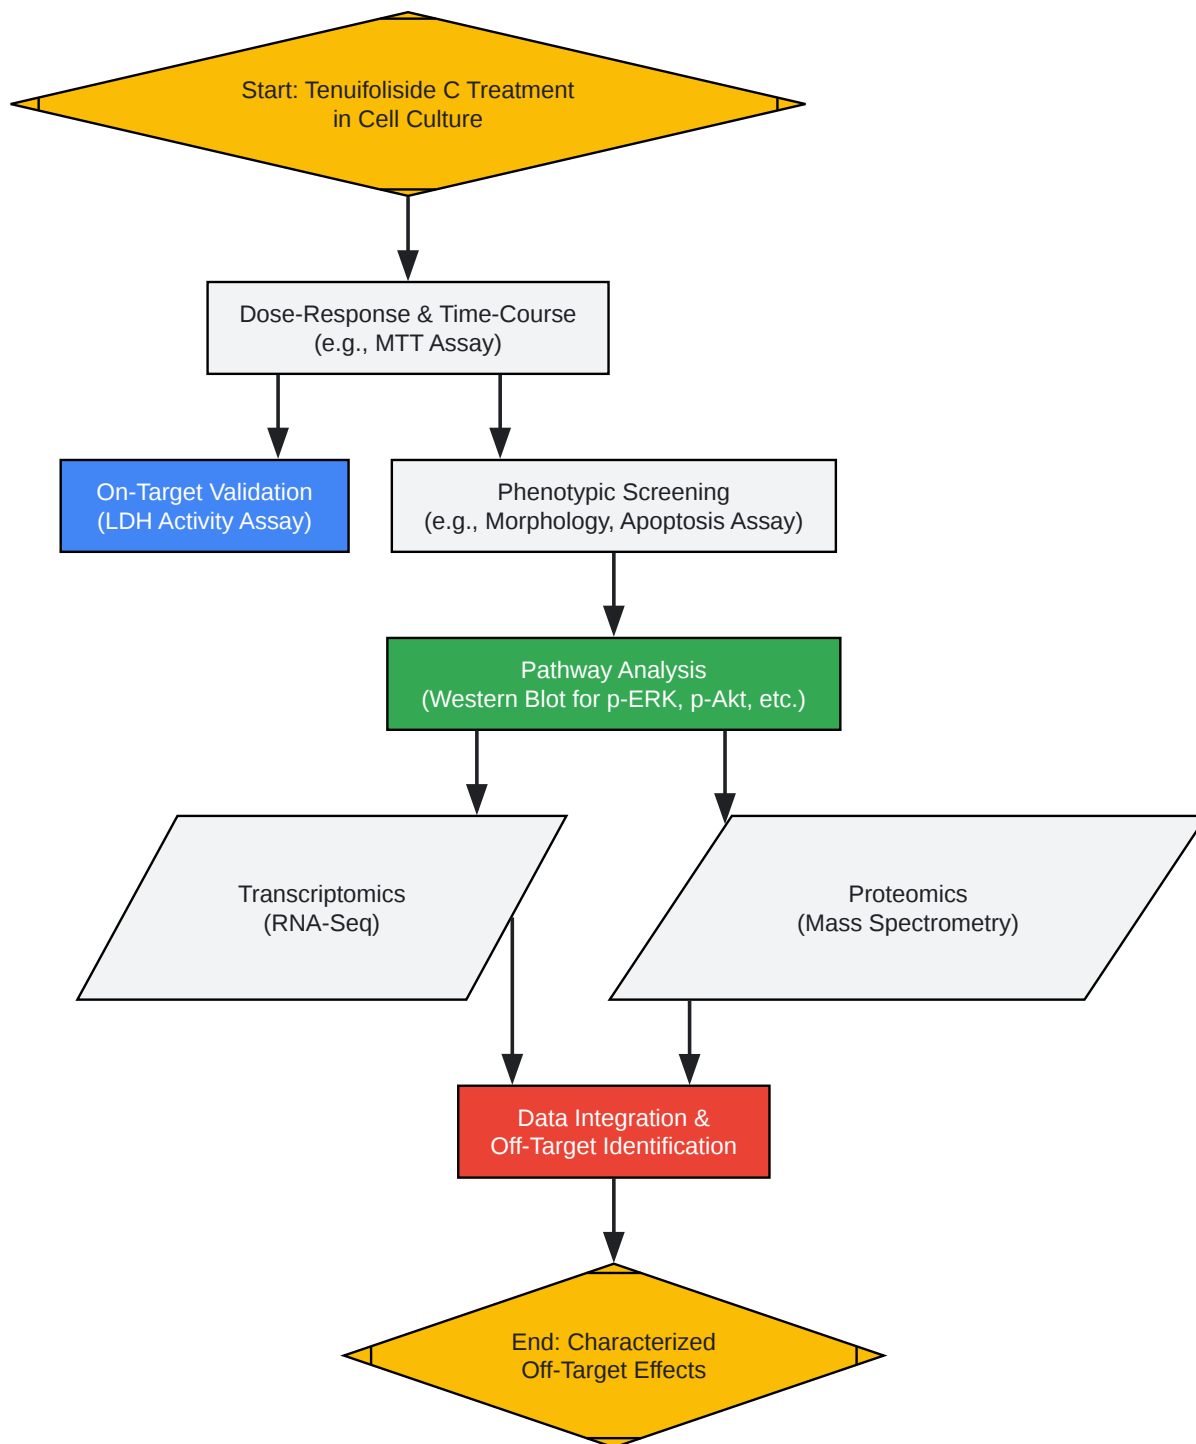 Start: Tenuifoliside C Treatment
in Cell Culture
Dose-Response & Time-Course
(e.g., MTT Assay)
On-Target Validation
(LDH Activity Assay)
Phenotypic Screening
(e.g., Morphology, Apoptosis Assay)
Pathway Analysis
(Western Blot for p-ERK, p-Akt, etc.)
Transcriptomics
(RNA-Seq)
Proteomics
(Mass Spectrometry)
Data Integration &
Off-Target Identification
End: Characterized
Off-Target Effects